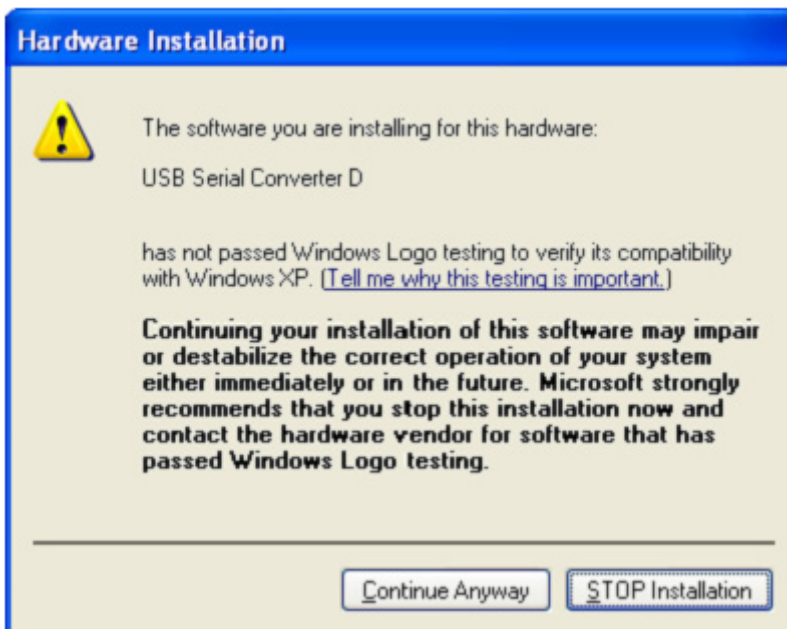 Hardware Installation
The software you are installing for this hardware:
USB Serial Converter D
has not passed Windows Logo testing to verify its compatibility
with Windows XP. (Tell me why this testing is important.)
Continuing your installation of this software may impair
or destabilize the correct operation of your system
either immediately or in the future. Microsoft strongly
recommends that you stop this installation now and
contact the hardware vendor for software that has
passed Windows Logo testing.
Continue Anyway
STOP Installation